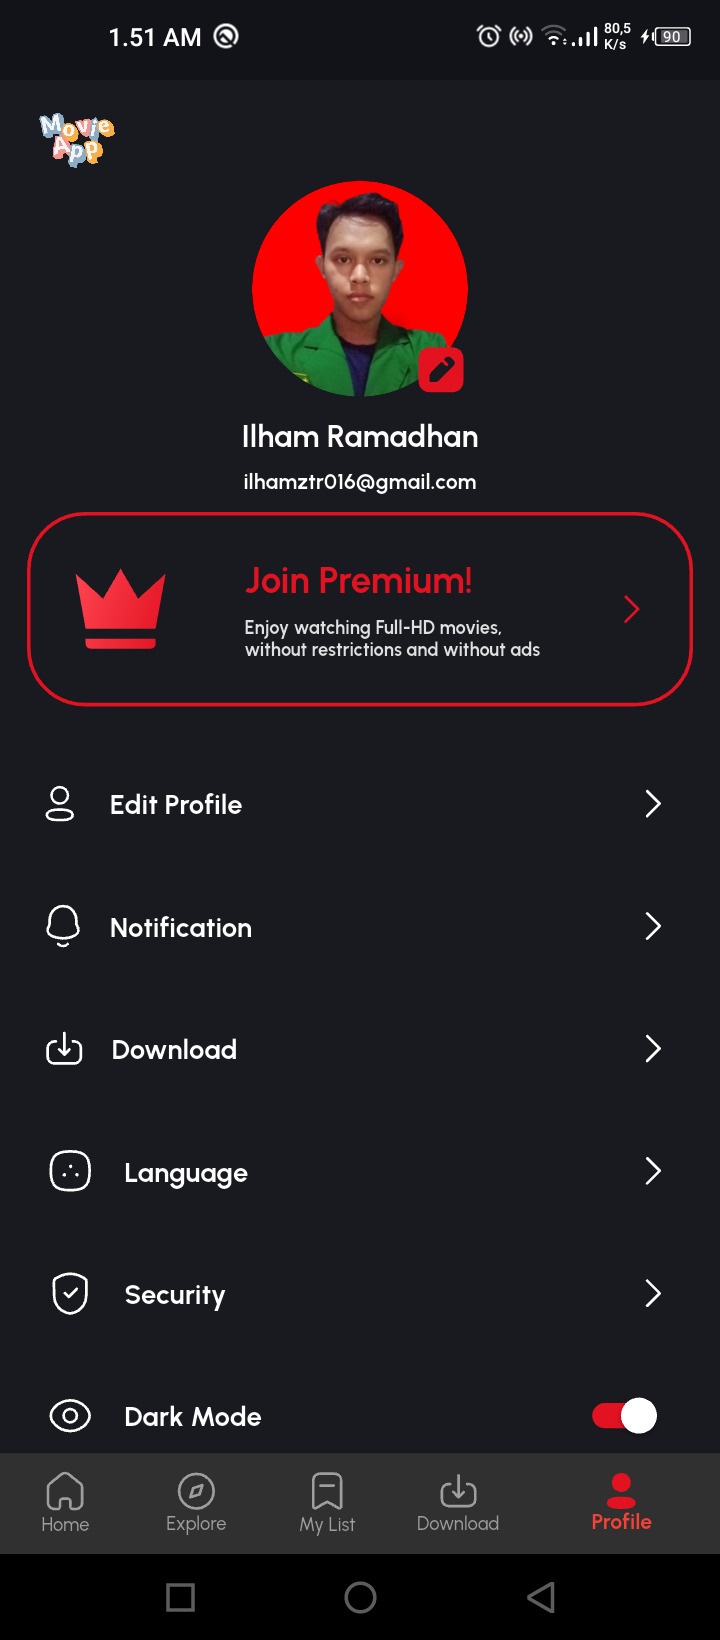 1.51 AM
80,5
K/s
90
Movie
App
Ilham Ramadhan
ilhamztr016@gmail.com
Join Premium!
Enjoy watching Full-HD movies,
without restrictions and without ads
Edit Profile
Notification
Download
Language
Security
Dark Mode
Home
Explore
My List
Download
Profile